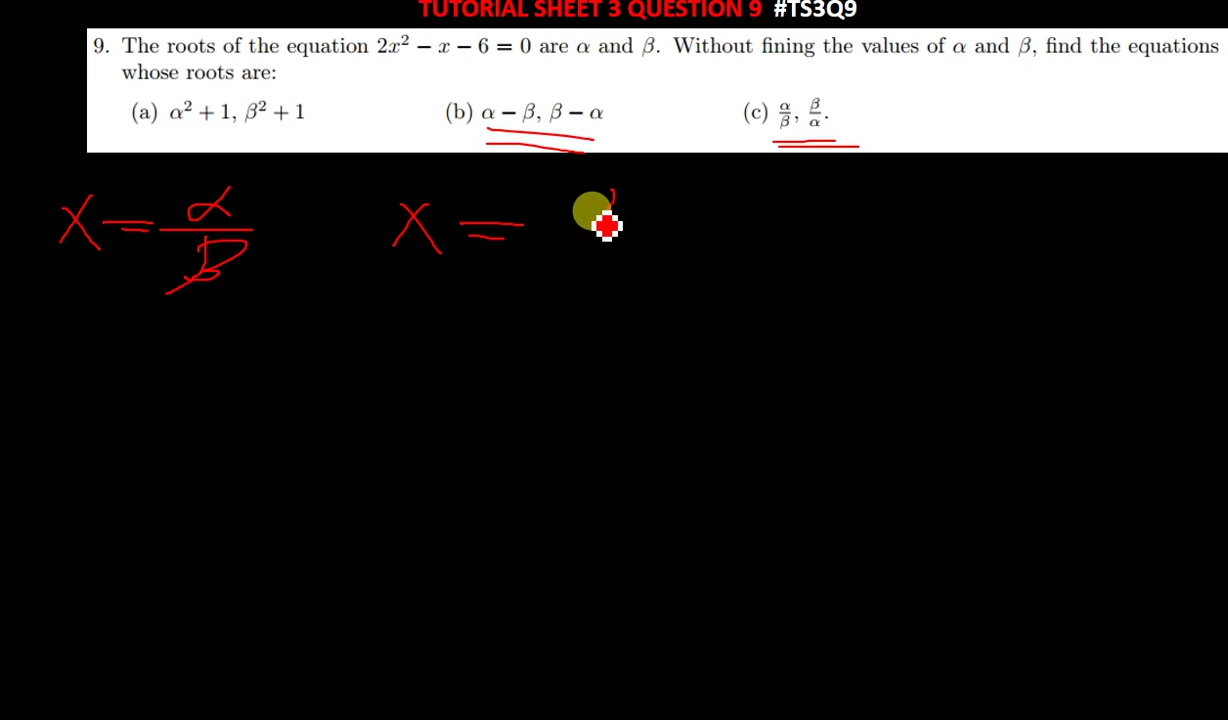 TUTORIAL SHEET 3 QUESTION 9 #TS3Q9
9. The roots of the equation 2x² − x − 6 = 0 are α and β. Without fining the values of α and β, find the equations
whose roots are:
(a) α² + 1, β² + 1 (b) α − β, β − α (c) α/β, β/α.
X = α/β X =